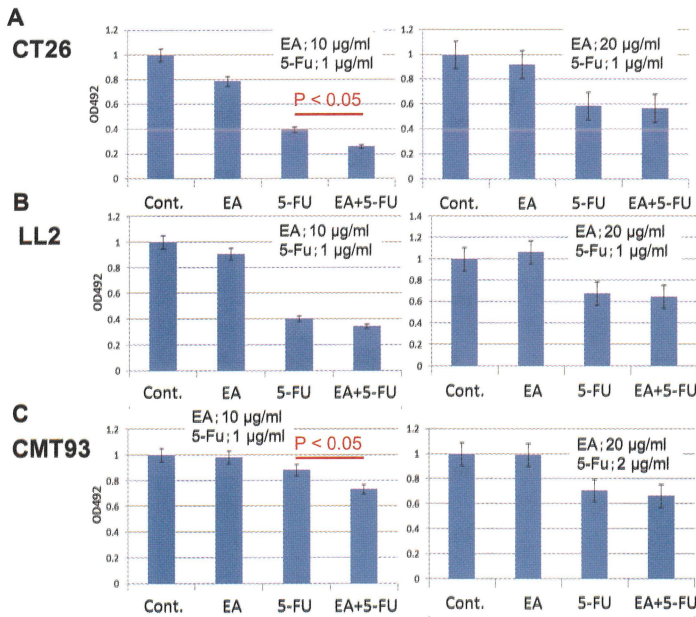 A
CT26
OD492
1.2
1
0.8
0.6
0.4
0.2
0
EA; 10 µg/ml
5-Fu; 1 µg/ml
P < 0.05
Cont. EA 5-FU EA+5-FU
1.2
1
0.8
0.6
0.4
0.2
0
EA; 20 µg/ml
5-Fu; 1 µg/ml
Cont. EA 5-FU EA+5-FU
B
LL2
OD492
1.2
1
0.8
0.6
0.4
0.2
0
EA; 10 µg/ml
5-Fu; 1 µg/ml
Cont. EA 5-FU EA+5-FU
1.4
1.2
1
0.8
0.6
0.4
0.2
0
EA; 20 µg/ml
5-Fu; 1 µg/ml
Cont. EA 5-FU EA+5-FU
C
CMT93
OD492
1.2
1
0.8
0.6
0.4
0.2
0
EA; 10 µg/ml
5-Fu; 1 µg/ml
P < 0.05
Cont. EA 5-FU EA+5-FU
1.2
1
0.8
0.6
0.4
0.2
0
EA; 20 µg/ml
5-Fu; 2 µg/ml
Cont. EA 5-FU EA+5-FU